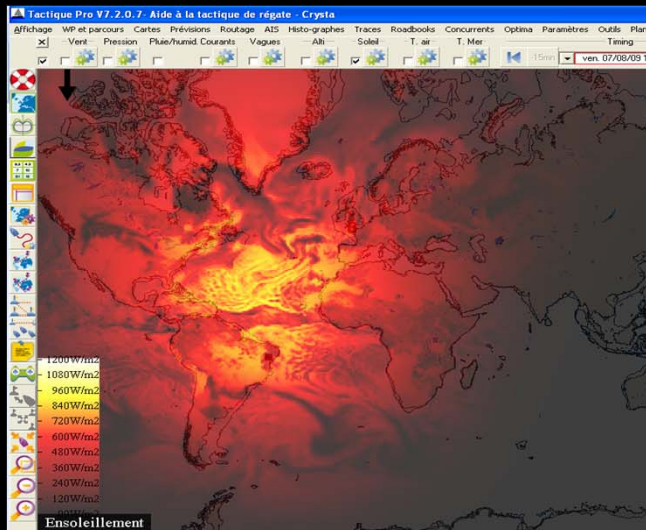 Tactique Pro V7.2.0.7- Aide à la tactique de régate - Crysta
Affichage WP et parcours Cartes Prévisions Routage AIS Histo-graphes Traces Roadbooks Concurrents Optima Paramètres Outils Plan
Vent Pression Pluie/humid. Courants Vagues Alti Soleil T. air T. Mer Timing
15mn ven. 07/08/09 1
1200W/m2
1080W/m2
960W/m2
840W/m2
720W/m2
600W/m2
480W/m2
360W/m2
240W/m2
120W/m2
Ensoleillement